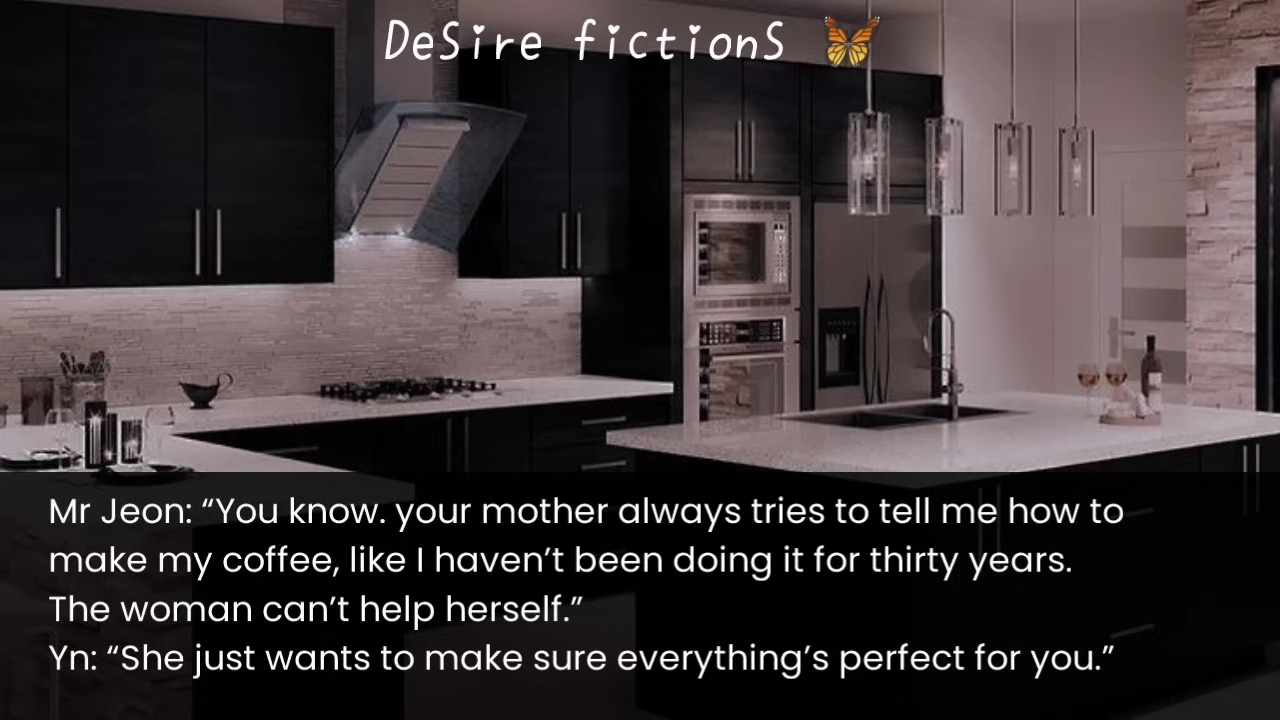 DeSire fictionS 🦋
Mr Jeon: “You know. your mother always tries to tell me how to
make my coffee, like I haven’t been doing it for thirty years.
The woman can’t help herself.”
Yn: “She just wants to make sure everything’s perfect for you.”